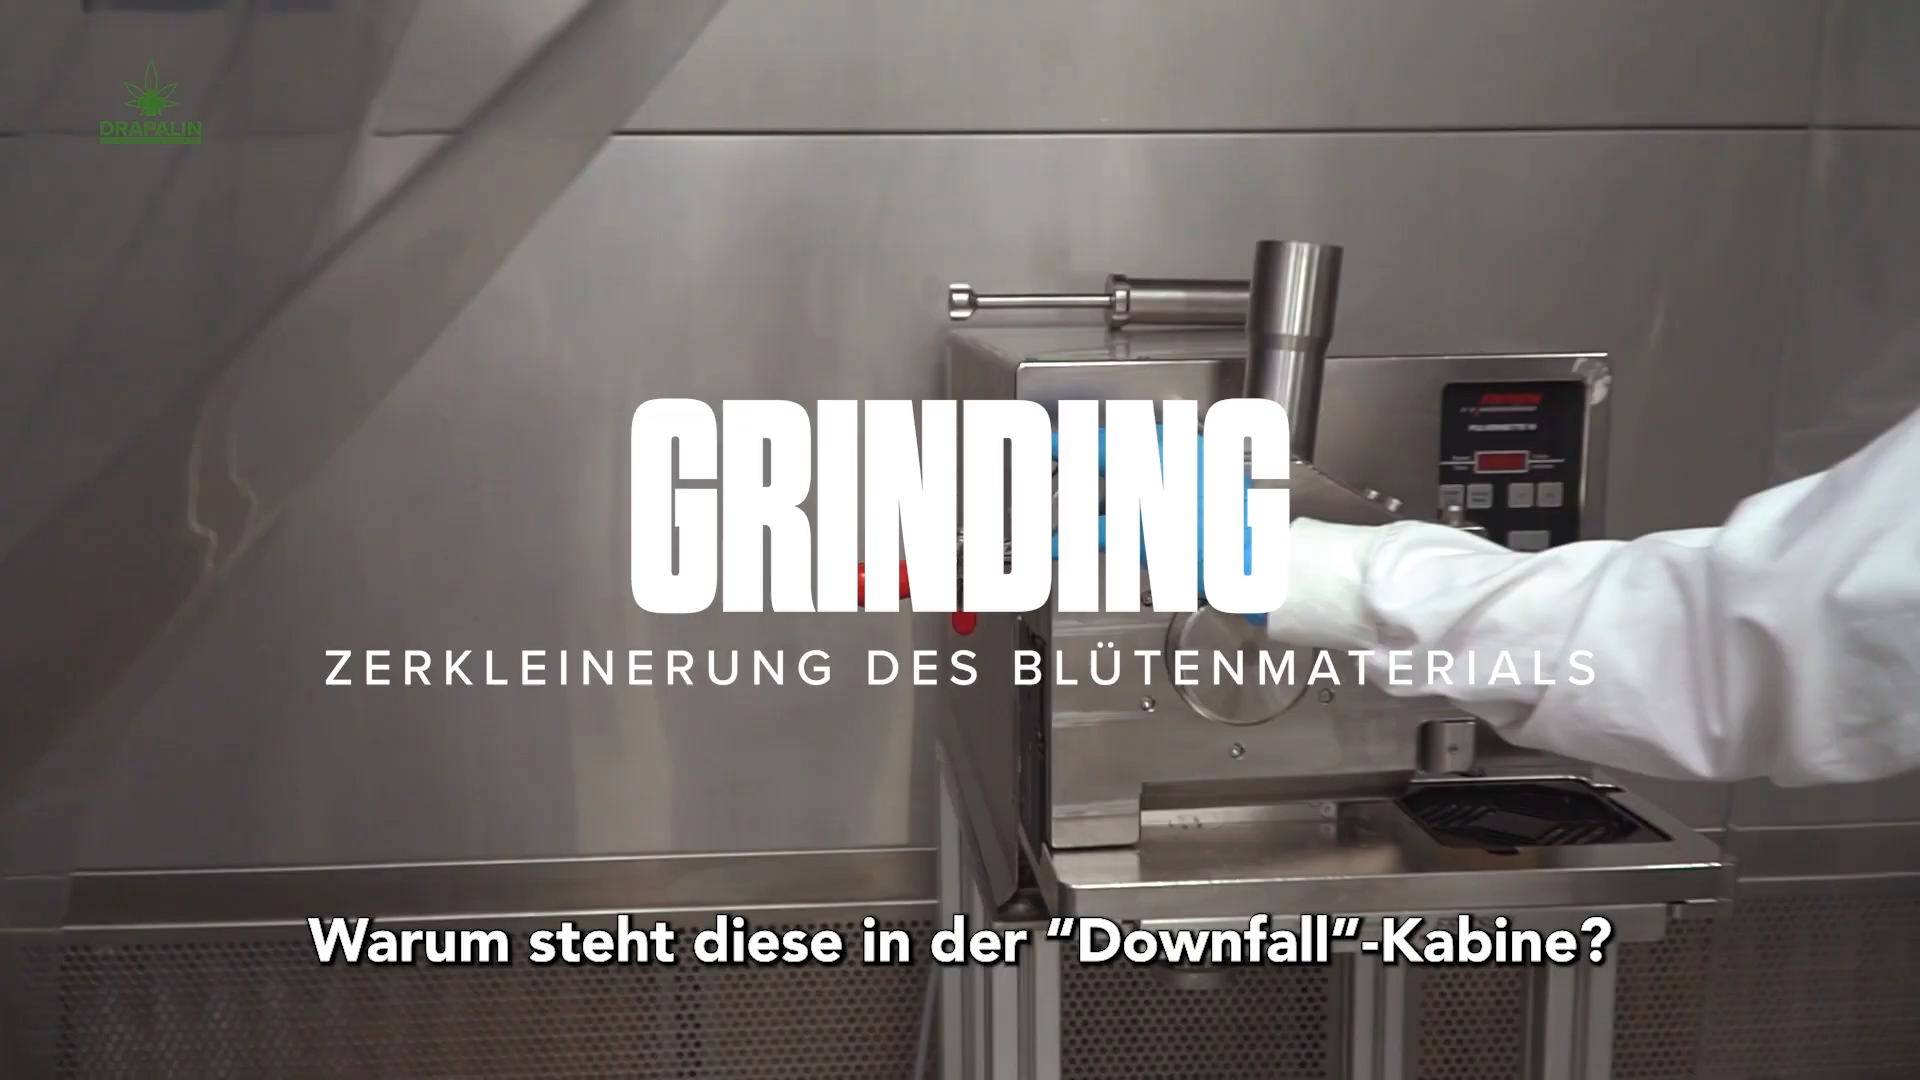 DRAPALIN
GRINDING
ZERKLEINERUNG DES BLÜTENMATERIALS
Warum steht diese in der “Downfall”-Kabine?